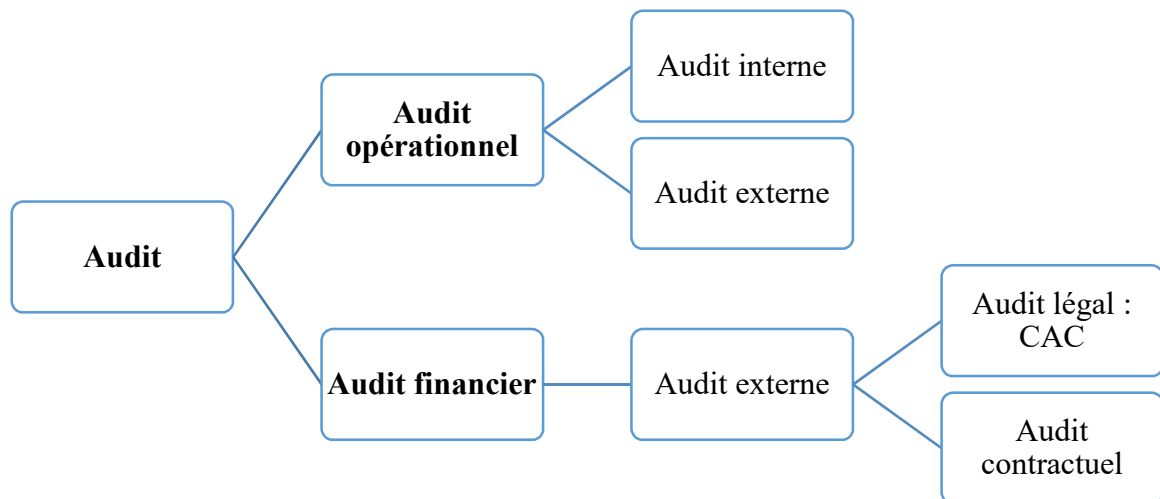 Audit
Audit
opérationnel
Audit interne
Audit externe
Audit financier
Audit externe
Audit légal :
CAC
Audit
contractuel